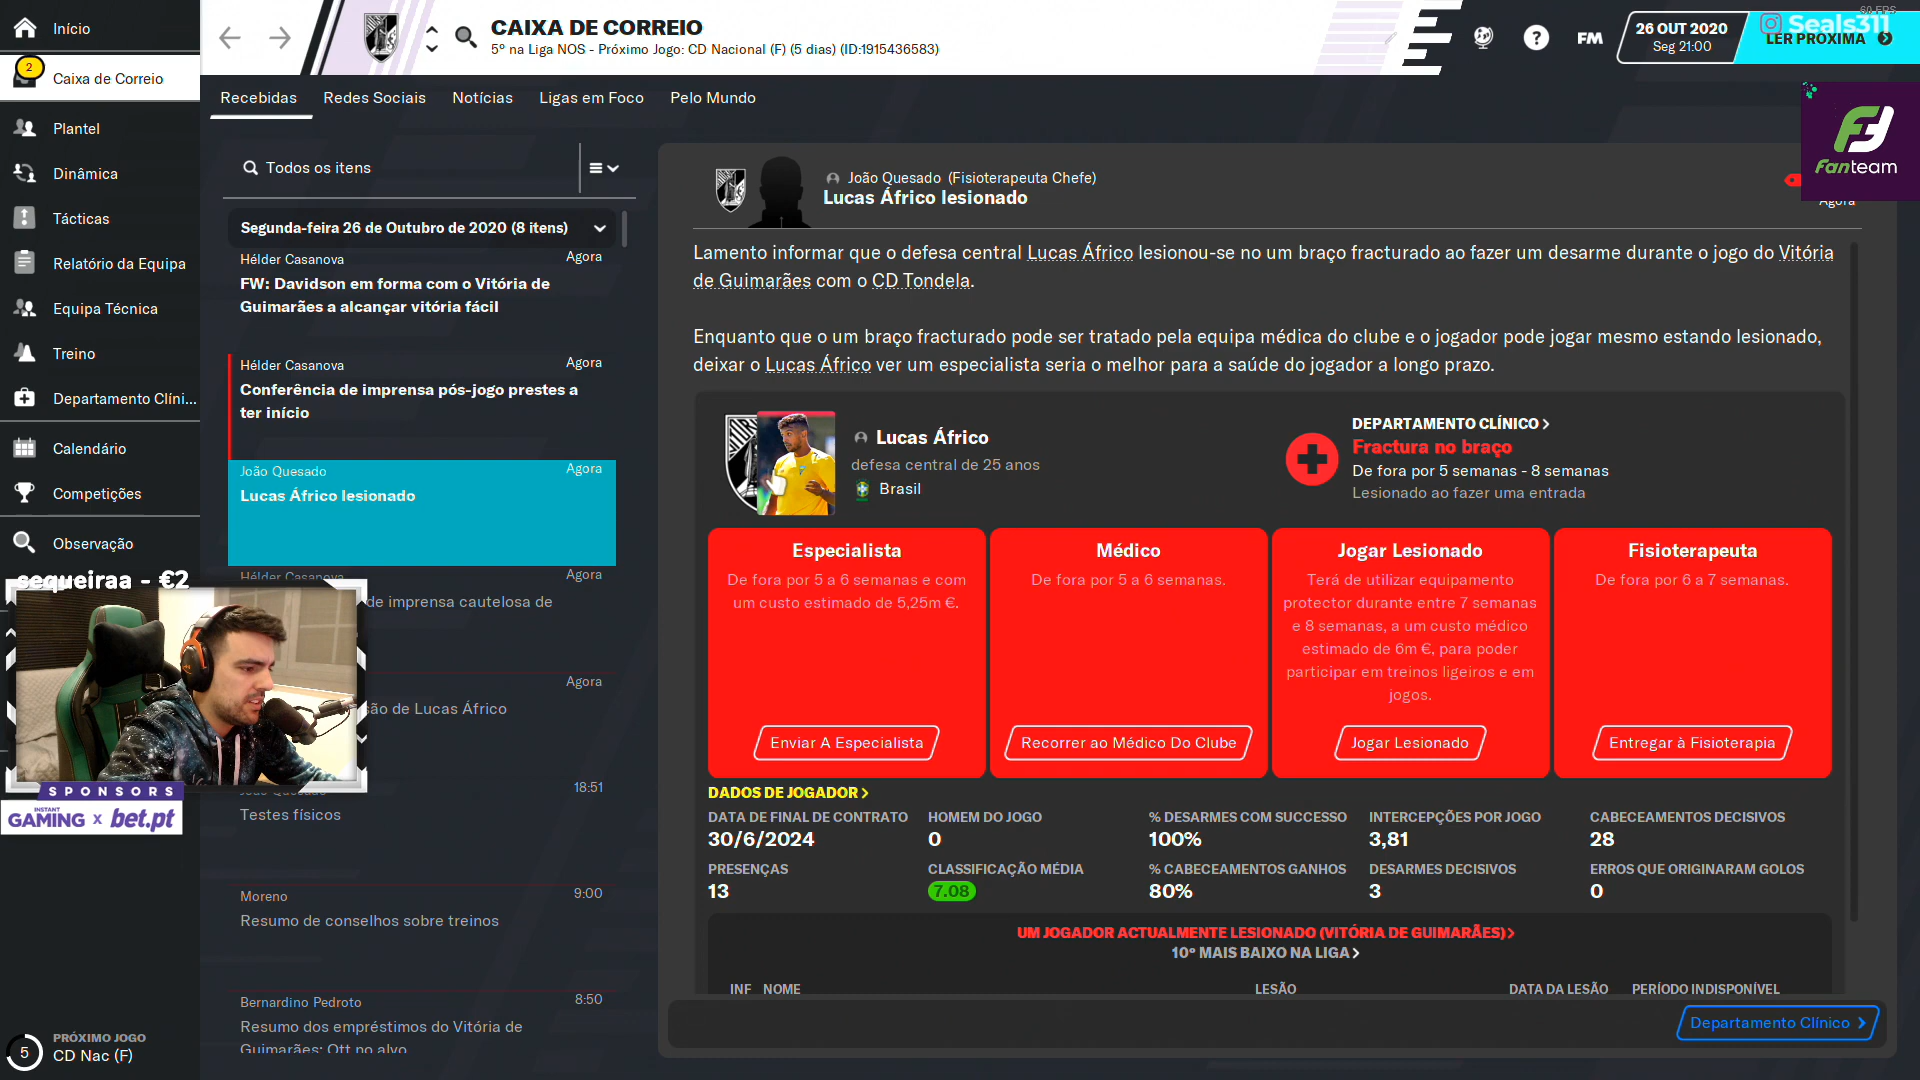 Início
Caixa de Correio
2
Plantel
Dinâmica
Tácticas
Relatório da Equipa
Equipa Técnica
Treino
Departamento Clíni...
Calendário
Competições
Observação
sequeiraa - €2
SPONSORS
INSTANT
GAMING x bet.pt
5
PRÓXIMO JOGO
CD Nac (F)
CAIXA DE CORREIO
5º na Liga NOS - Próximo Jogo: CD Nacional (F) (5 dias) (ID:1915436583)
?
FM
26 OUT 2020
Seg 21:00
60 FPS
Seals311
LER PRÓXIMA
Fanteam
Recebidas
Redes Sociais
Notícias
Ligas em Foco
Pelo Mundo
Todos os itens
Segunda-feira 26 de Outubro de 2020 (8 itens)
Hélder Casanova
Agora
FW: Davidson em forma com o Vitória de
Guimarães a alcançar vitória fácil
Hélder Casanova
Agora
Conferência de imprensa pós-jogo prestes a
ter início
João Quesado
Agora
Lucas Áfrico lesionado
Hélder Casanova
Agora
de imprensa cautelosa de
Agora
são de Lucas Áfrico
João Quesado
18:51
Testes físicos
Moreno
9:00
Resumo de conselhos sobre treinos
Bernardino Pedroto
8:50
Resumo dos empréstimos do Vitória de
Guimarães: Ott no alvo
João Quesado (Fisioterapeuta Chefe)
Lucas Áfrico lesionado
Agora
Lamento informar que o defesa central Lucas Áfrico lesionou-se no um braço fracturado ao fazer um desarme durante o jogo do Vitória
de Guimarães com o CD Tondela.
Enquanto que o um braço fracturado pode ser tratado pela equipa médica do clube e o jogador pode jogar mesmo estando lesionado,
deixar o Lucas Áfrico ver um especialista seria o melhor para a saúde do jogador a longo prazo.
Lucas Áfrico
defesa central de 25 anos
Brasil
DEPARTAMENTO CLÍNICO
Fractura no braço
De fora por 5 semanas - 8 semanas
Lesionado ao fazer uma entrada
Especialista
De fora por 5 a 6 semanas e com
um custo estimado de 5,25m €.
Enviar A Especialista
Médico
De fora por 5 a 6 semanas.
Recorrer ao Médico Do Clube
Jogar Lesionado
Terá de utilizar equipamento
protector durante entre 7 semanas
e 8 semanas, a um custo médico
estimado de 6m €, para poder
participar em treinos ligeiros e em
jogos.
Jogar Lesionado
Fisioterapeuta
De fora por 6 a 7 semanas.
Entregar à Fisioterapia
DADOS DE JOGADOR
DATA DE FINAL DE CONTRATO
30/6/2024
HOMEM DO JOGO
0
% DESARMES COM SUCESSO
100%
INTERCEPÇÕES POR JOGO
3,81
CABECEAMENTOS DECISIVOS
28
PRESENÇAS
13
CLASSIFICAÇÃO MÉDIA
7.08
% CABECEAMENTOS GANHOS
80%
DESARMES DECISIVOS
3
ERROS QUE ORIGINARAM GOLOS
0
UM JOGADOR ACTUALMENTE LESIONADO (VITÓRIA DE GUIMARÃES)
10º MAIS BAIXO NA LIGA
INF NOME
LESÃO
DATA DA LESÃO
PERÍODO INDISPONÍVEL
Departamento Clínico